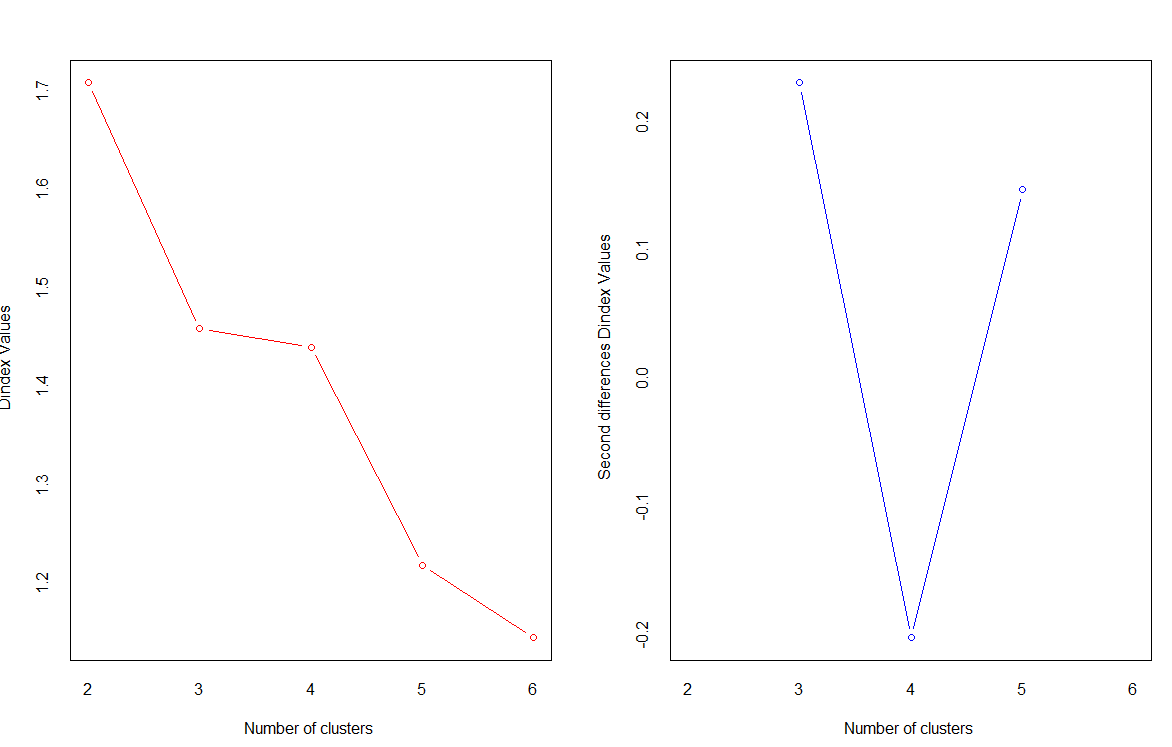 Dindex Values
1.7
1.6
1.5
1.4
1.3
1.2
2 3 4 5 6
Number of clusters
Second differences Dindex Values
0.2
0.1
0.0
-0.1
-0.2
2 3 4 5 6
Number of clusters